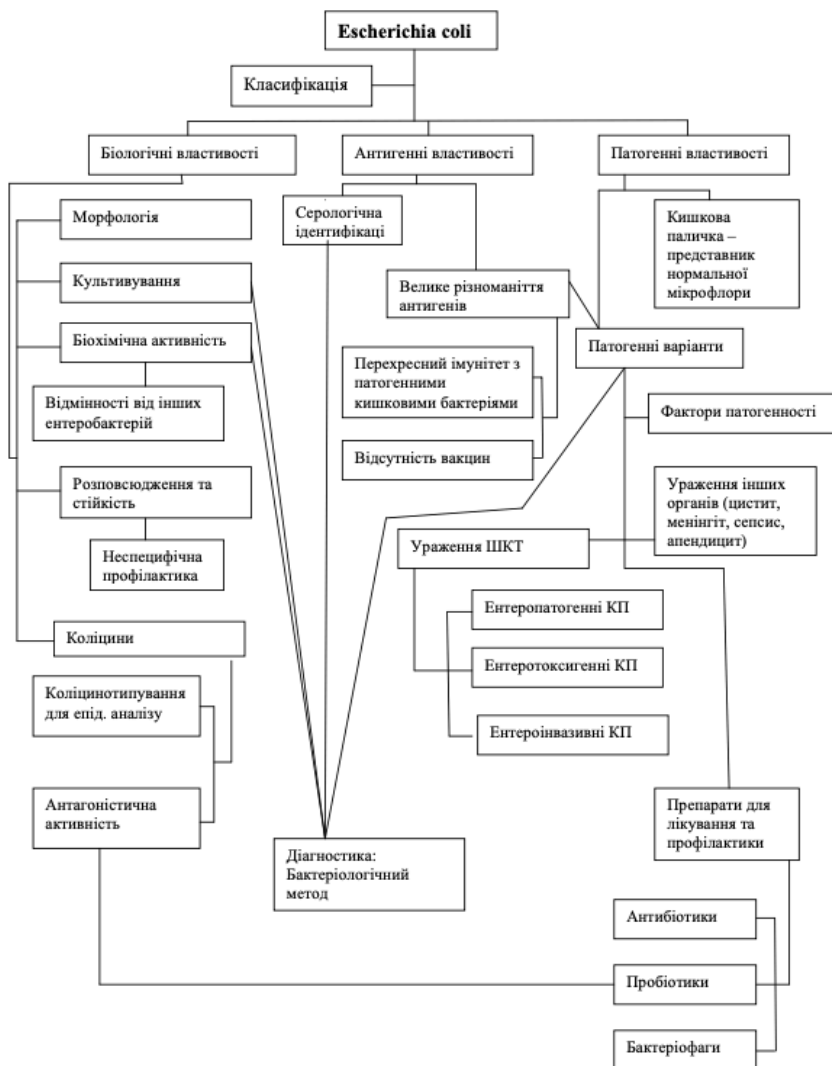 Escherichia coli
Класифікація
Біологічні властивості
Антигенні властивості
Патогенні властивості
Морфологія
Серологічна
ідентифікаці
Кишкова
паличка –
представник
нормальної
мікрофлори
Культивування
Велике різноманіття
антигенів
Біохімічна активність
Патогенні варіанти
Відмінності від інших
ентеробактерій
Перехресний імунітет з
патогенними
кишковими бактеріями
Фактори патогенності
Відсутність вакцин
Розповсюдження та
стійкість
Ураження інших
органів (цистит,
менінгіт, сепсис,
апендицит)
Неспецифічна
профілактика
Ураження ШКТ
Ентеропатогенні КП
Коліцини
Ентеротоксигенні КП
Коліцинотипування
для епід. аналізу
Ентероінвазивні КП
Антагоністична
активність
Препарати для
лікування та
профілактики
Діагностика:
Бактеріологічний
метод
Антибіотики
Пробіотики
Бактеріофаги